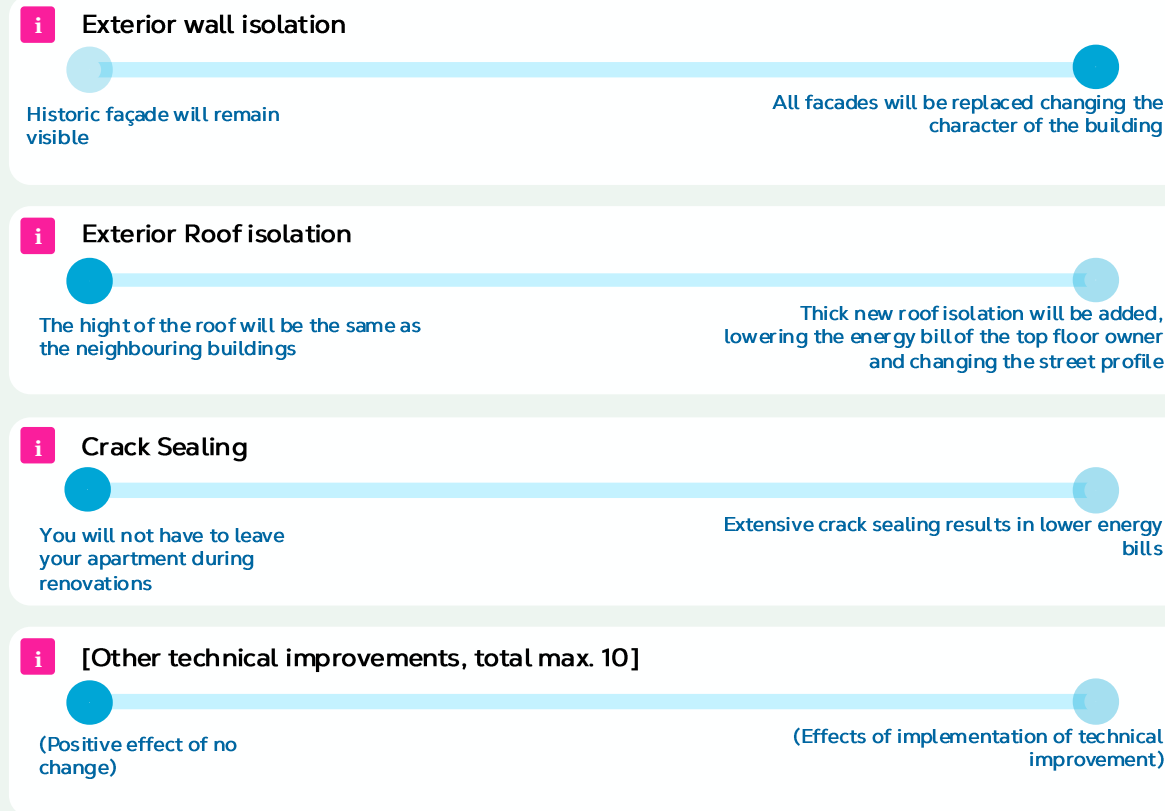 i Exterior wall isolation
Historic façade will remain
visible
All facades will be replaced changing the
character of the building
i Exterior Roof isolation
The hight of the roof will be the same as
the neighbouring buildings
Thick new roof isolation will be added,
lowering the energy bill of the top floor owner
and changing the street profile
i Crack Sealing
You will not have to leave
your apartment during
renovations
Extensive crack sealing results in lower energy
bills
i [Other technical improvements, total max. 10]
(Positive effect of no
change)
(Effects of implementation of technical
improvement)